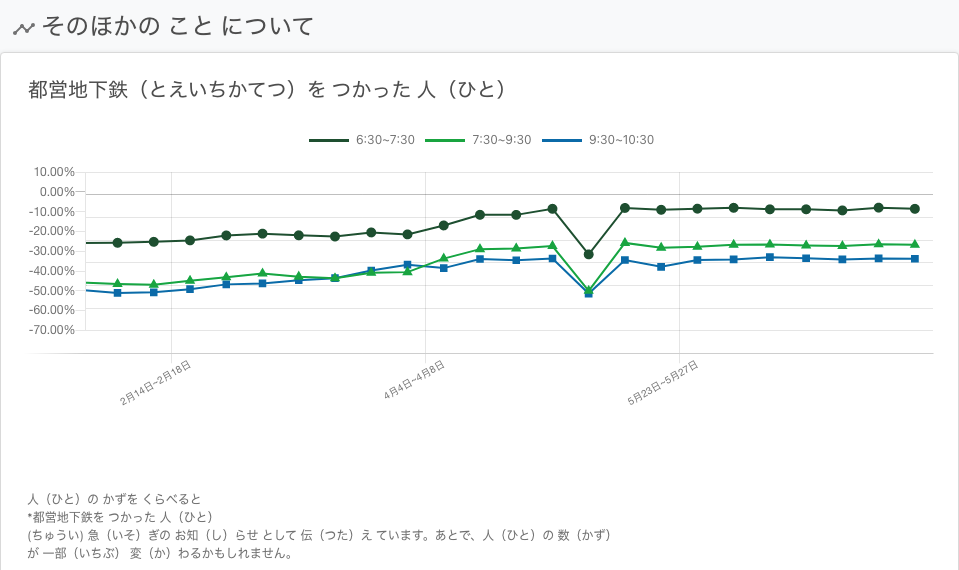 そのほかの こと について
都営地下鉄（とえいちかてつ）を つかった 人（ひと）
6:30~7:30 7:30~9:30 9:30~10:30
10.00%
0.00%
-10.00%
-20.00%
-30.00%
-40.00%
-50.00%
-60.00%
-70.00%
2月14日~2月18日 4月4日~4月8日 5月23日~5月27日
人（ひと）の かずを くらべると
*都営地下鉄を つかった 人（ひと）
(ちゅうい) 急（いそ）ぎの お知（し）らせ として 伝（つた）え ています。あとで、人（ひと）の 数（かず）
が 一部（いちぶ） 変（か）わるかもしれません。